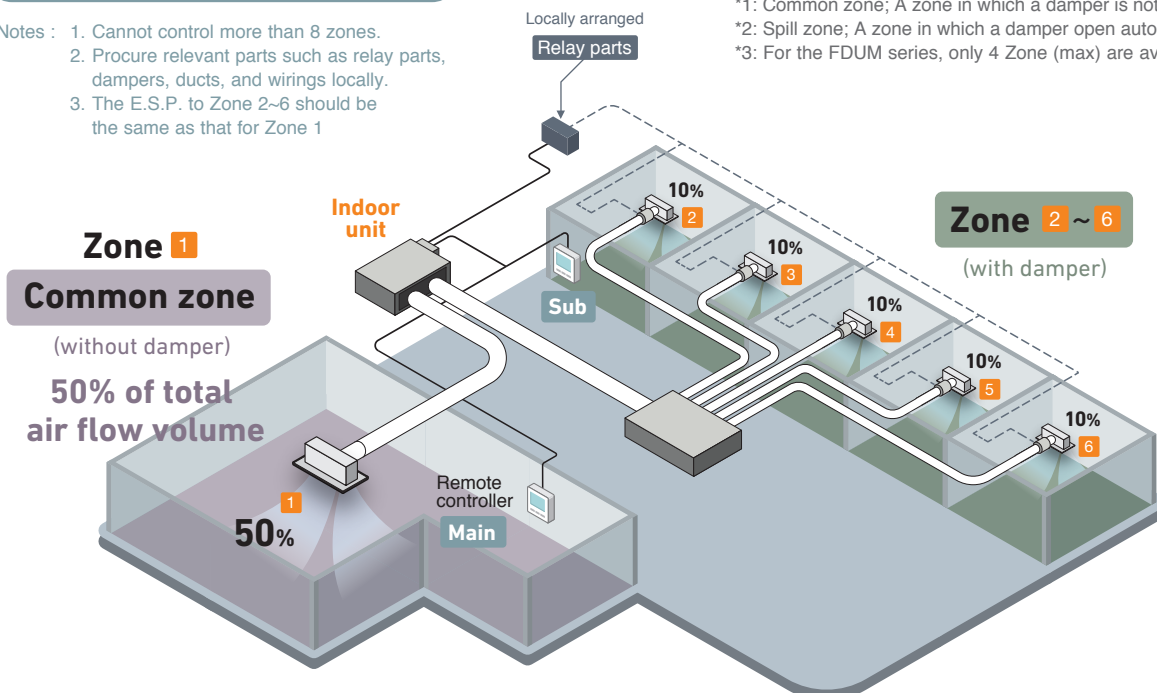 Notes : 1. Cannot control more than 8 zones.
2. Procure relevant parts such as relay parts,
dampers, ducts, and wirings locally.
3. The E.S.P. to Zone 2~6 should be
the same as that for Zone 1
Locally arranged
Relay parts
*1: Common zone; A zone in which a damper is not
*2: Spill zone; A zone in which a damper open
*3: For the FDUM series, only 4 Zone (max) are
Indoor
unit
Zone 1
Common zone
(without damper)
50% of total
air flow volume
Zone 2 ~ 6
(with damper)
10%
2
10%
3
10%
4
10%
5
10%
6
Sub
1
50%
Remote
controller
Main